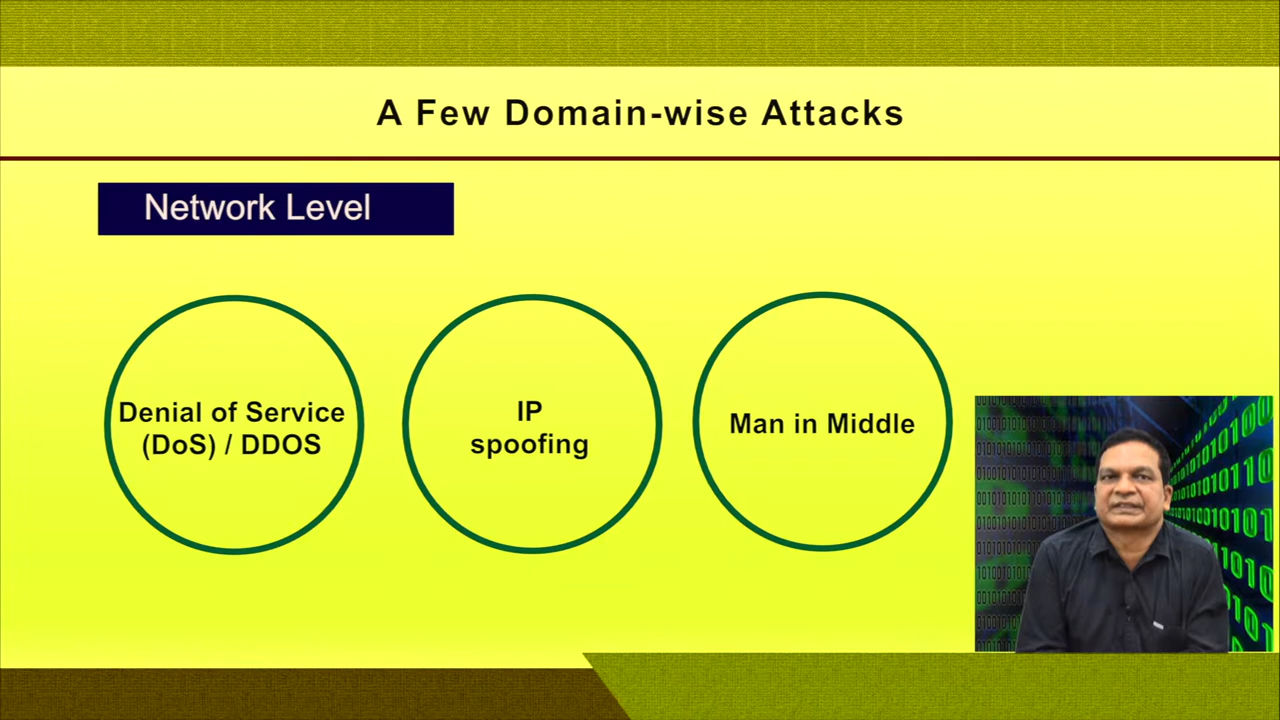 A Few Domain-wise Attacks
Network Level
Denial of Service
(DoS) / DDOS
IP
spoofing
Man in Middle